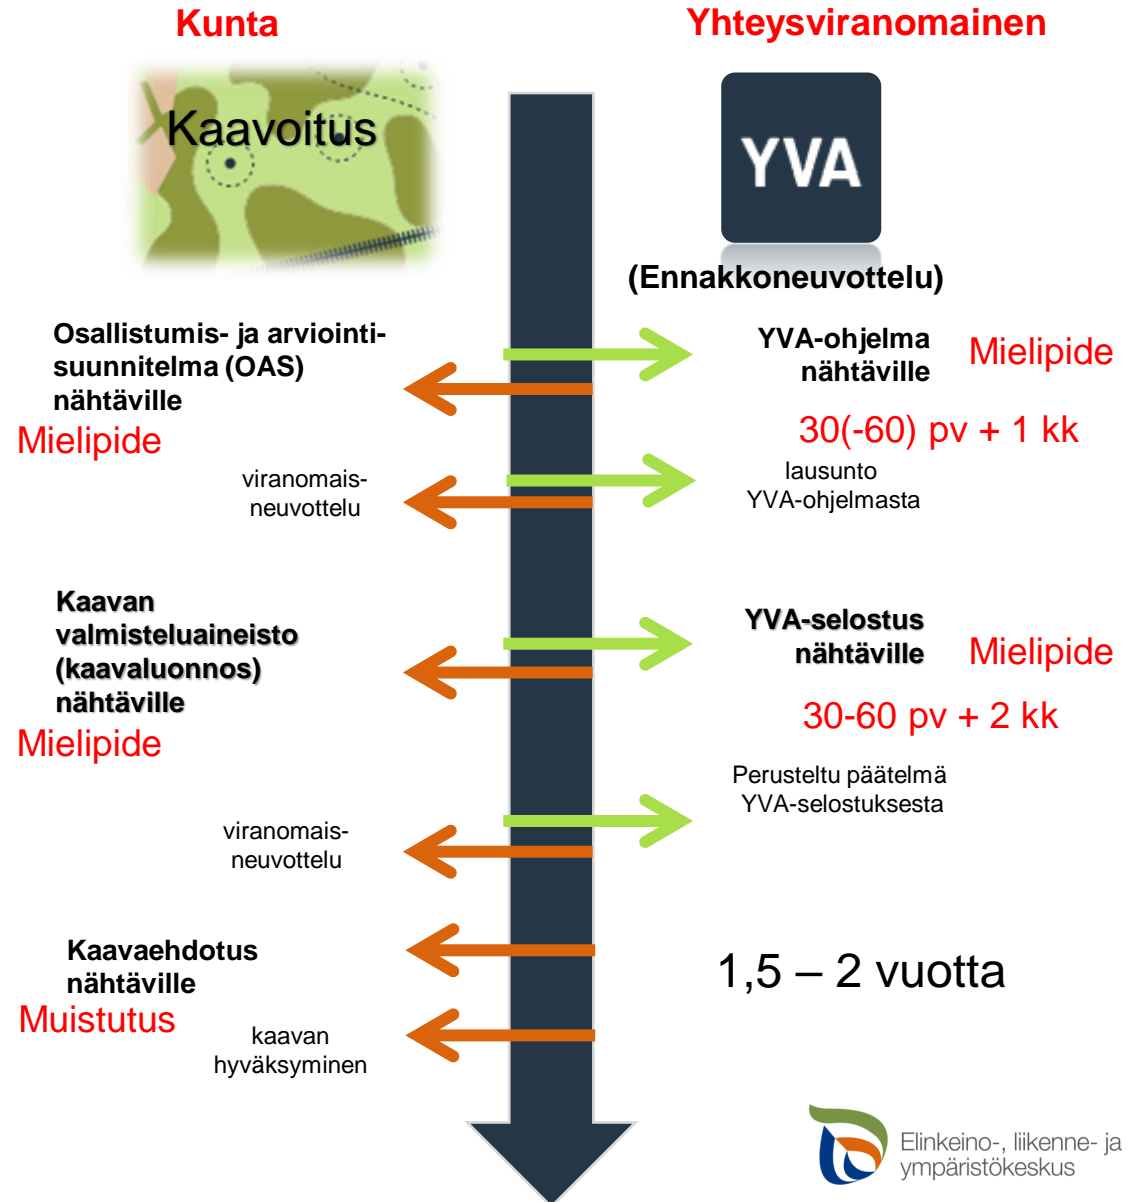 Kunta
Yhteysviranomainen
Kaavoitus
YVA
(Ennakkoneuvottelu)
Osallistumis- ja arviointi-
suunnitelma (OAS)
nähtäville
Mielipide
YVA-ohjelma
nähtäville
Mielipide
30(-60) pv + 1 kk
viranomais-
neuvottelu
lausunto
YVA-ohjelmasta
Kaavan
valmisteluaineisto
(kaavaluonnos)
nähtäville
Mielipide
YVA-selostus
nähtäville
Mielipide
30-60 pv + 2 kk
viranomais-
neuvottelu
Perusteltu päätelmä
YVA-selostuksesta
Kaavaehdotus
nähtäville
Muistutus
1,5 – 2 vuotta
kaavan
hyväksyminen
Elinkeino-, liikenne- ja
ympäristökeskus